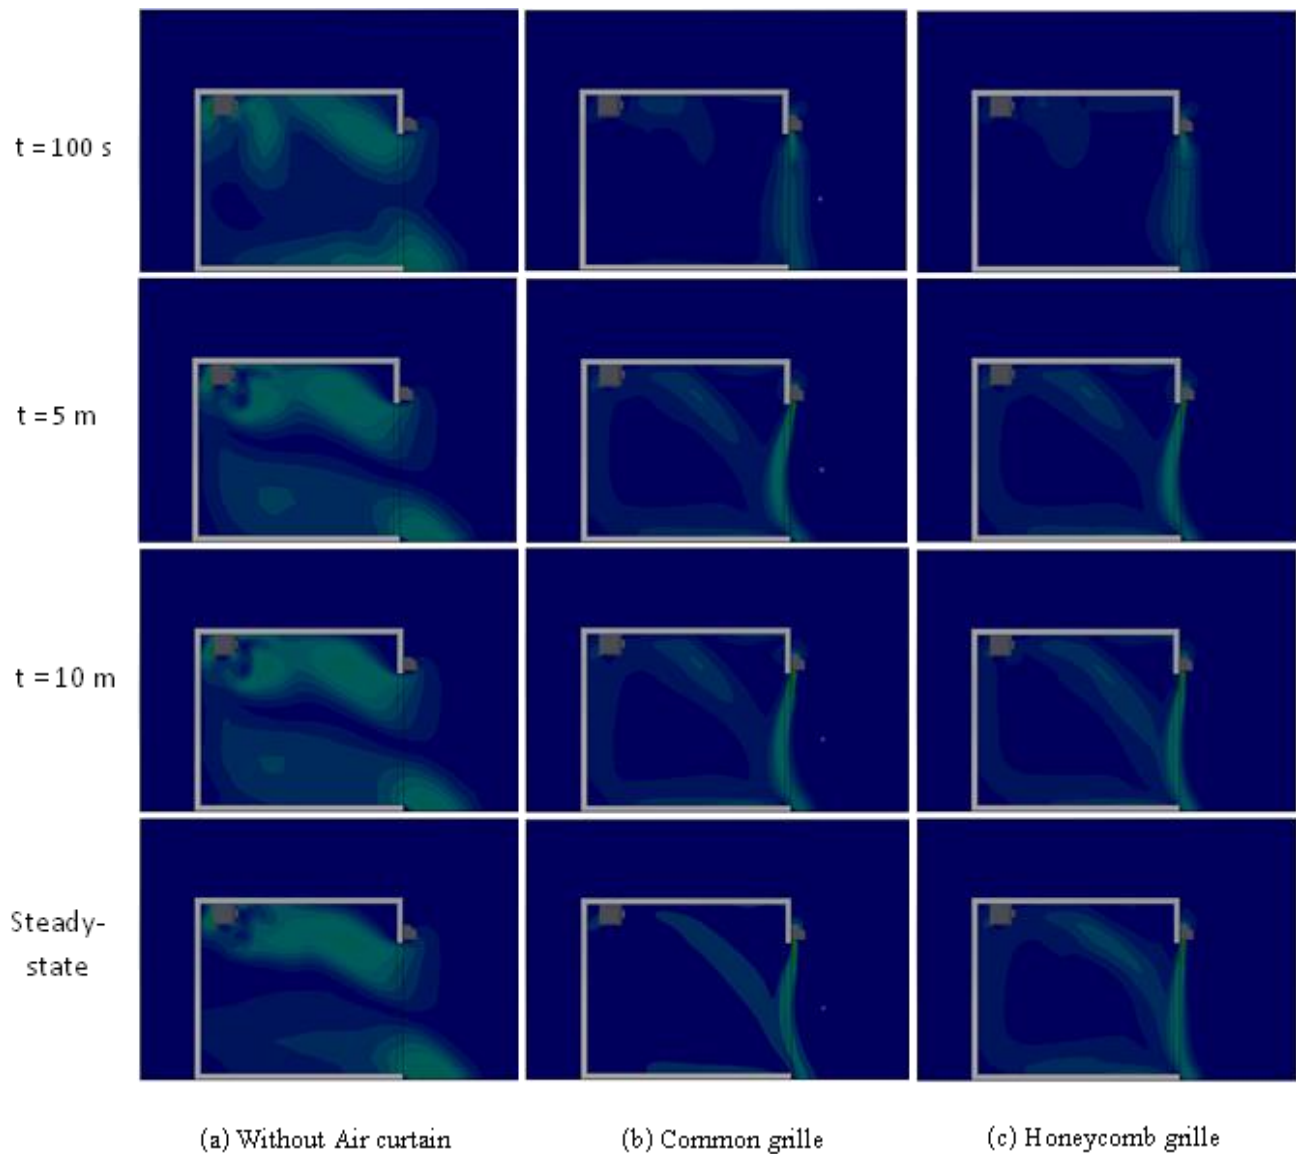 t = 100 s
t = 5 m
t = 10 m
Steady-
state
(a) Without Air curtain
(b) Common grille
(c) Honeycomb grille